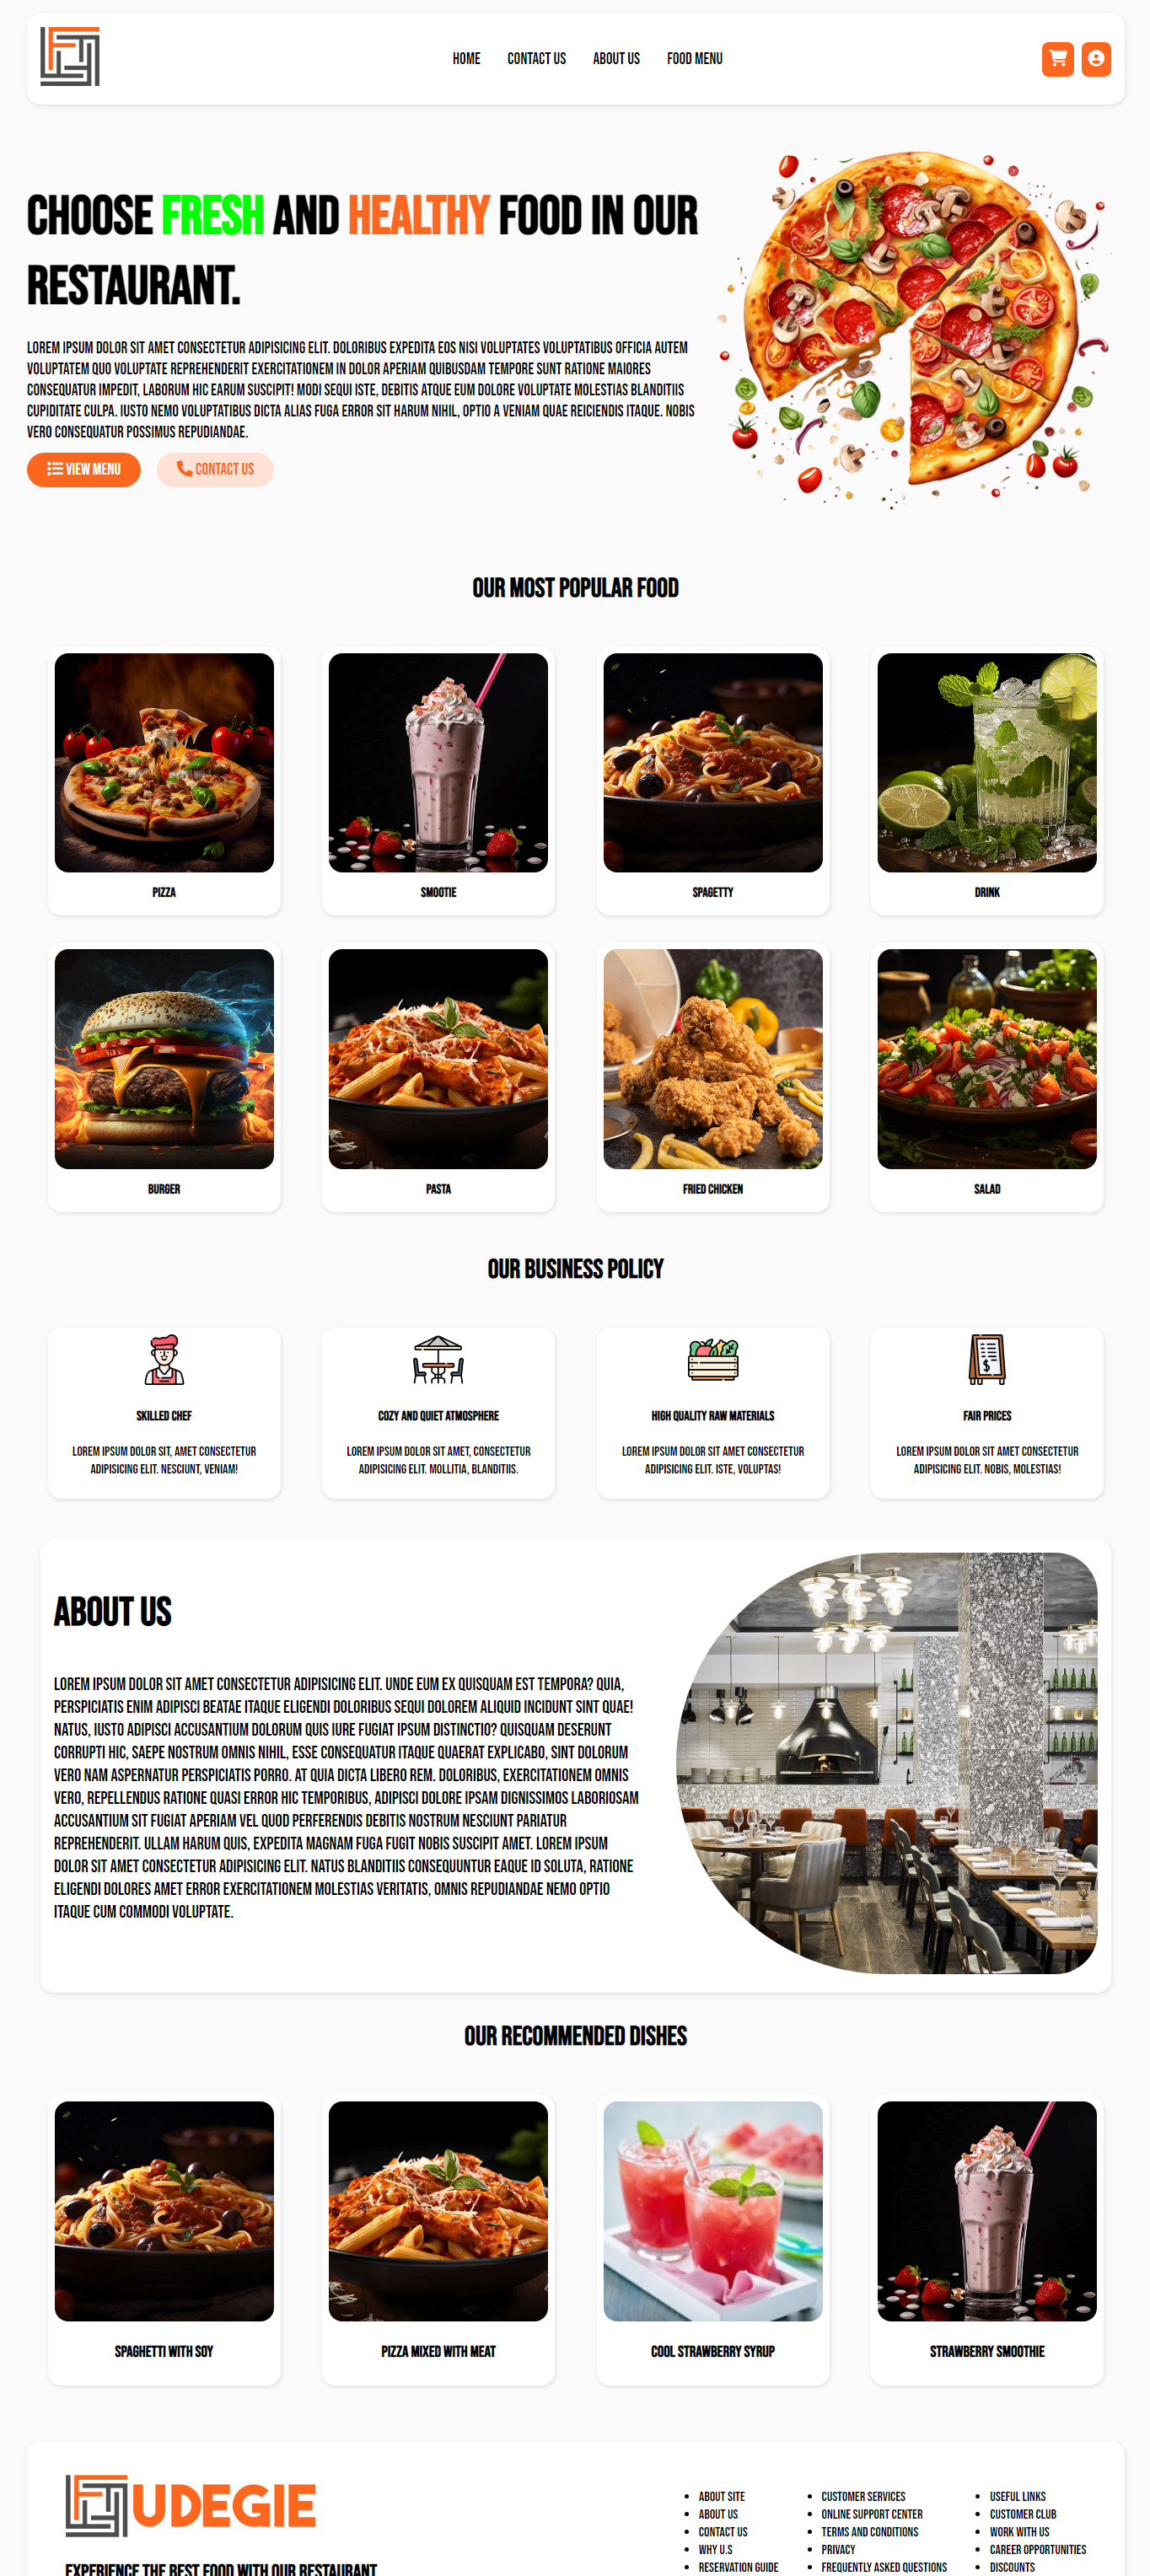 HOME CONTACT US ABOUT US FOOD MENU
CHOOSE FRESH AND HEALTHY FOOD IN OUR
RESTAURANT.
LOREM IPSUM DOLOR SIT AMET CONSECTETUR ADIPISICING ELIT. DOLORIBUS EXPEDITA EOS NISI VOLUPTATES VOLUPTATIBUS OFFICIA AUTEM
VOLUPTATEM QUO VOLUPTATE REPREHENDERIT EXERCITATIONEM IN DOLOR APERIAM QUIBUSDAM TEMPORE SUNT RATIONE MAIORES
CONSEQUATUR IMPEDIT, LABORUM HIC EARUM SUSCIPIT! MODI SEQUI ISTE, DEBITIS ATQUE EUM DOLORE VOLUPTATE MOLESTIAS BLANDITIIS
CUPIDITATE CULPA. IUSTO NEMO VOLUPTATIBUS DICTA ALIAS FUGA ERROR SIT HARUM NIHIL, OPTIO A VENIAM QUAE REICIENDIS ITAQUE. NOBIS
VERO CONSEQUATUR POSSIMUS REPUDIANDAE.
VIEW MENU CONTACT US
OUR MOST POPULAR FOOD
PIZZA SMOOTIE SPAGETTY DRINK
BURGER PASTA FRIED CHICKEN SALAD
OUR BUSINESS POLICY
SKILLED CHEF
LOREM IPSUM DOLOR SIT, AMET CONSECTETUR
ADIPISICING ELIT. NESCIUNT, VENIAM!
COZY AND QUIET ATMOSPHERE
LOREM IPSUM DOLOR SIT AMET, CONSECTETUR
ADIPISICING ELIT. MOLLITIA, BLANDITIIS.
HIGH QUALITY RAW MATERIALS
LOREM IPSUM DOLOR SIT AMET CONSECTETUR
ADIPISICING ELIT. ISTE, VOLUPTAS!
FAIR PRICES
LOREM IPSUM DOLOR SIT AMET CONSECTETUR
ADIPISICING ELIT. NOBIS, MOLESTIAS!
ABOUT US
LOREM IPSUM DOLOR SIT AMET CONSECTETUR ADIPISICING ELIT. UNDE EUM EX QUISQUAM EST TEMPORA? QUIA,
PERSPICIATIS ENIM ADIPISCI BEATAE ITAQUE ELIGENDI DOLORIBUS SEQUI DOLOREM ALIQUID INCIDUNT SINT QUAE!
NATUS, IUSTO ADIPISCI ACCUSANTIUM DOLORUM QUIS IURE FUGIAT IPSUM DISTINCTIO? QUISQUAM DESERUNT
CORRUPTI HIC, SAEPE NOSTRUM OMNIS NIHIL, ESSE CONSEQUATUR ITAQUE QUAERAT EXPLICABO, SINT DOLORUM
VERO NAM ASPERNATUR PERSPICIATIS PORRO. AT QUIA DICTA LIBERO REM. DOLORIBUS, EXERCITATIONEM OMNIS
VERO, REPELLENDUS RATIONE QUASI ERROR HIC TEMPORIBUS, ADIPISCI DOLORE IPSAM DIGNISSIMOS LABORIOSAM
ACCUSANTIUM SIT FUGIAT APERIAM VEL QUOD PERFERENDIS DEBITIS NOSTRUM NESCIUNT PARIATUR
REPREHENDERIT. ULLAM HARUM QUIS, EXPEDITA MAGNAM FUGA FUGIT NOBIS SUSCIPIT AMET. LOREM IPSUM
DOLOR SIT AMET CONSECTETUR ADIPISICING ELIT. NATUS BLANDITIIS CONSEQUUNTUR EAQUE ID SOLUTA, RATIONE
ELIGENDI DOLORES AMET ERROR EXERCITATIONEM MOLESTIAS VERITATIS, OMNIS REPUDIANDAE NEMO OPTIO
ITAQUE CUM COMMODI VOLUPTATE.
OUR RECOMMENDED DISHES
SPAGHETTI WITH SOY PIZZA MIXED WITH MEAT COOL STRAWBERRY SYRUP STRAWBERRY SMOOTHIE
UDEGIE
EXPERIENCE THE BEST FOOD WITH OUR RESTAURANT
ABOUT SITE
ABOUT US
CONTACT US
WHY U.S
RESERVATION GUIDE
CUSTOMER SERVICES
ONLINE SUPPORT CENTER
TERMS AND CONDITIONS
PRIVACY
FREQUENTLY ASKED QUESTIONS
USEFUL LINKS
CUSTOMER CLUB
WORK WITH US
CAREER OPPORTUNITIES
DISCOUNTS